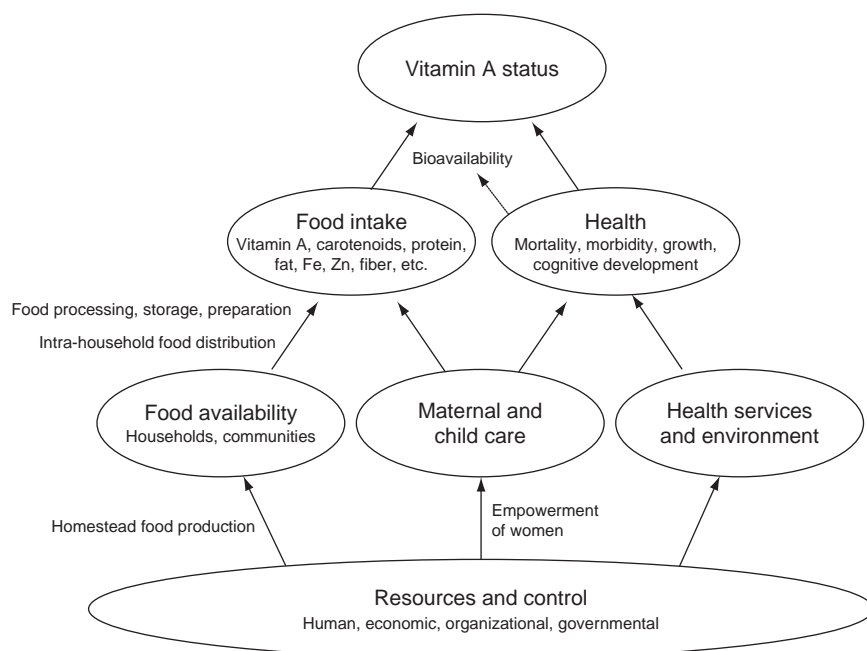 Vitamin A status
Bioavailability
Food intake
Vitamin A, carotenoids, protein,
fat, Fe, Zn, fiber, etc.
Health
Mortality, morbidity, growth,
cognitive development
Food processing, storage, preparation
Intra-household food distribution
Food availability
Households, communities
Maternal and
child care
Health services
and environment
Homestead food production
Empowerment
of women
Resources and control
Human, economic, organizational, governmental